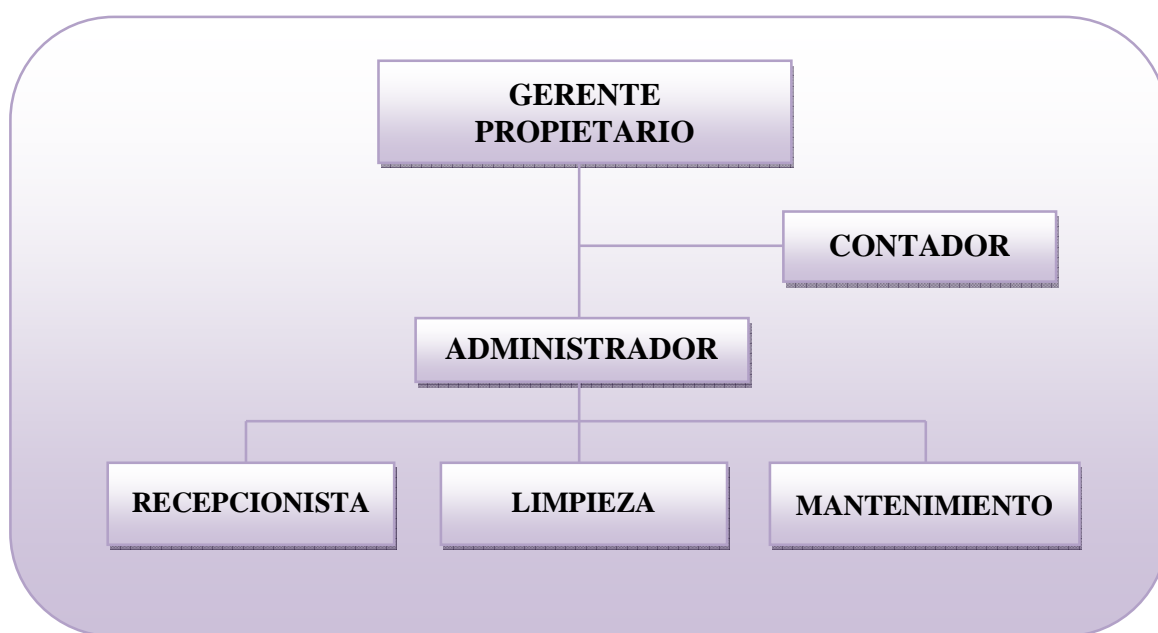 GERENTE
PROPIETARIO
CONTADOR
ADMINISTRADOR
RECEPCIONISTA
LIMPIEZA
MANTENIMIENTO